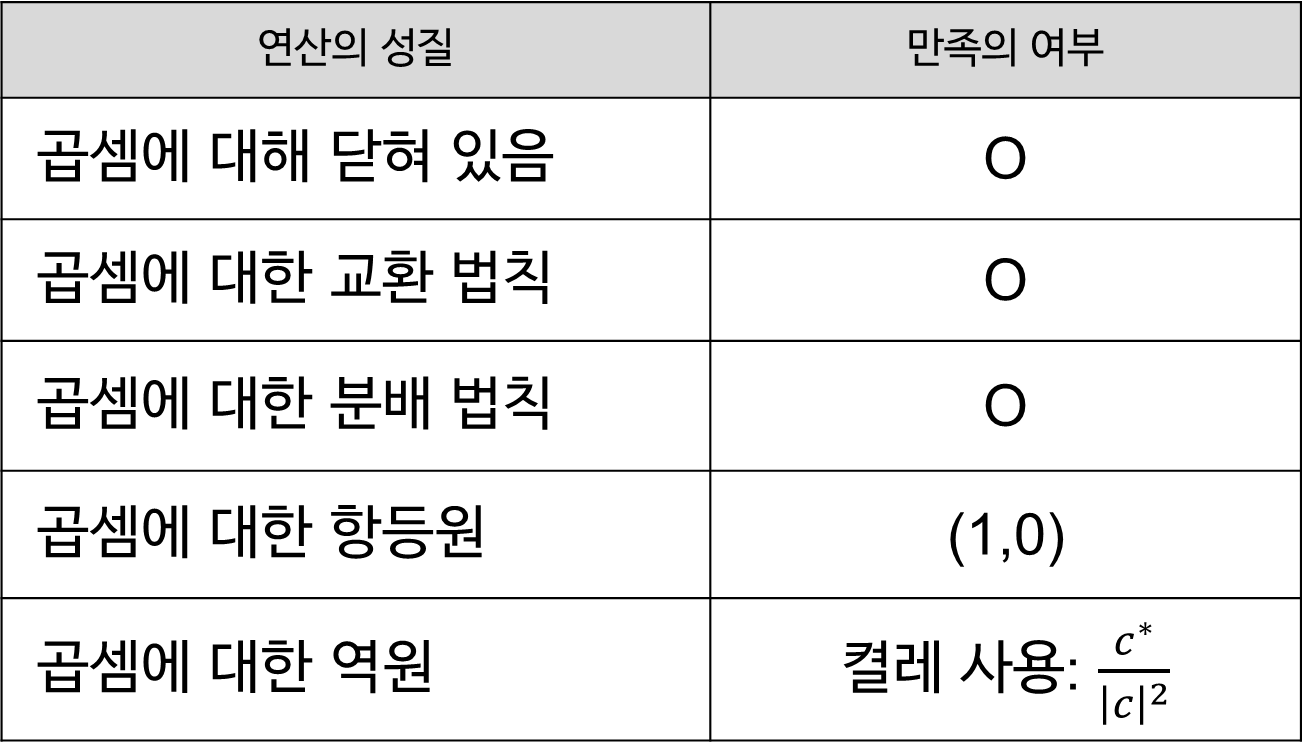 연산의 성질 만족의 여부
곱셈에 대해 닫혀 있음 O
곱셈에 대한 교환 법칙 O
곱셈에 대한 분배 법칙 O
곱셈에 대한 항등원 (1,0)
곱셈에 대한 역원 켤레 사용: c*/|c|²